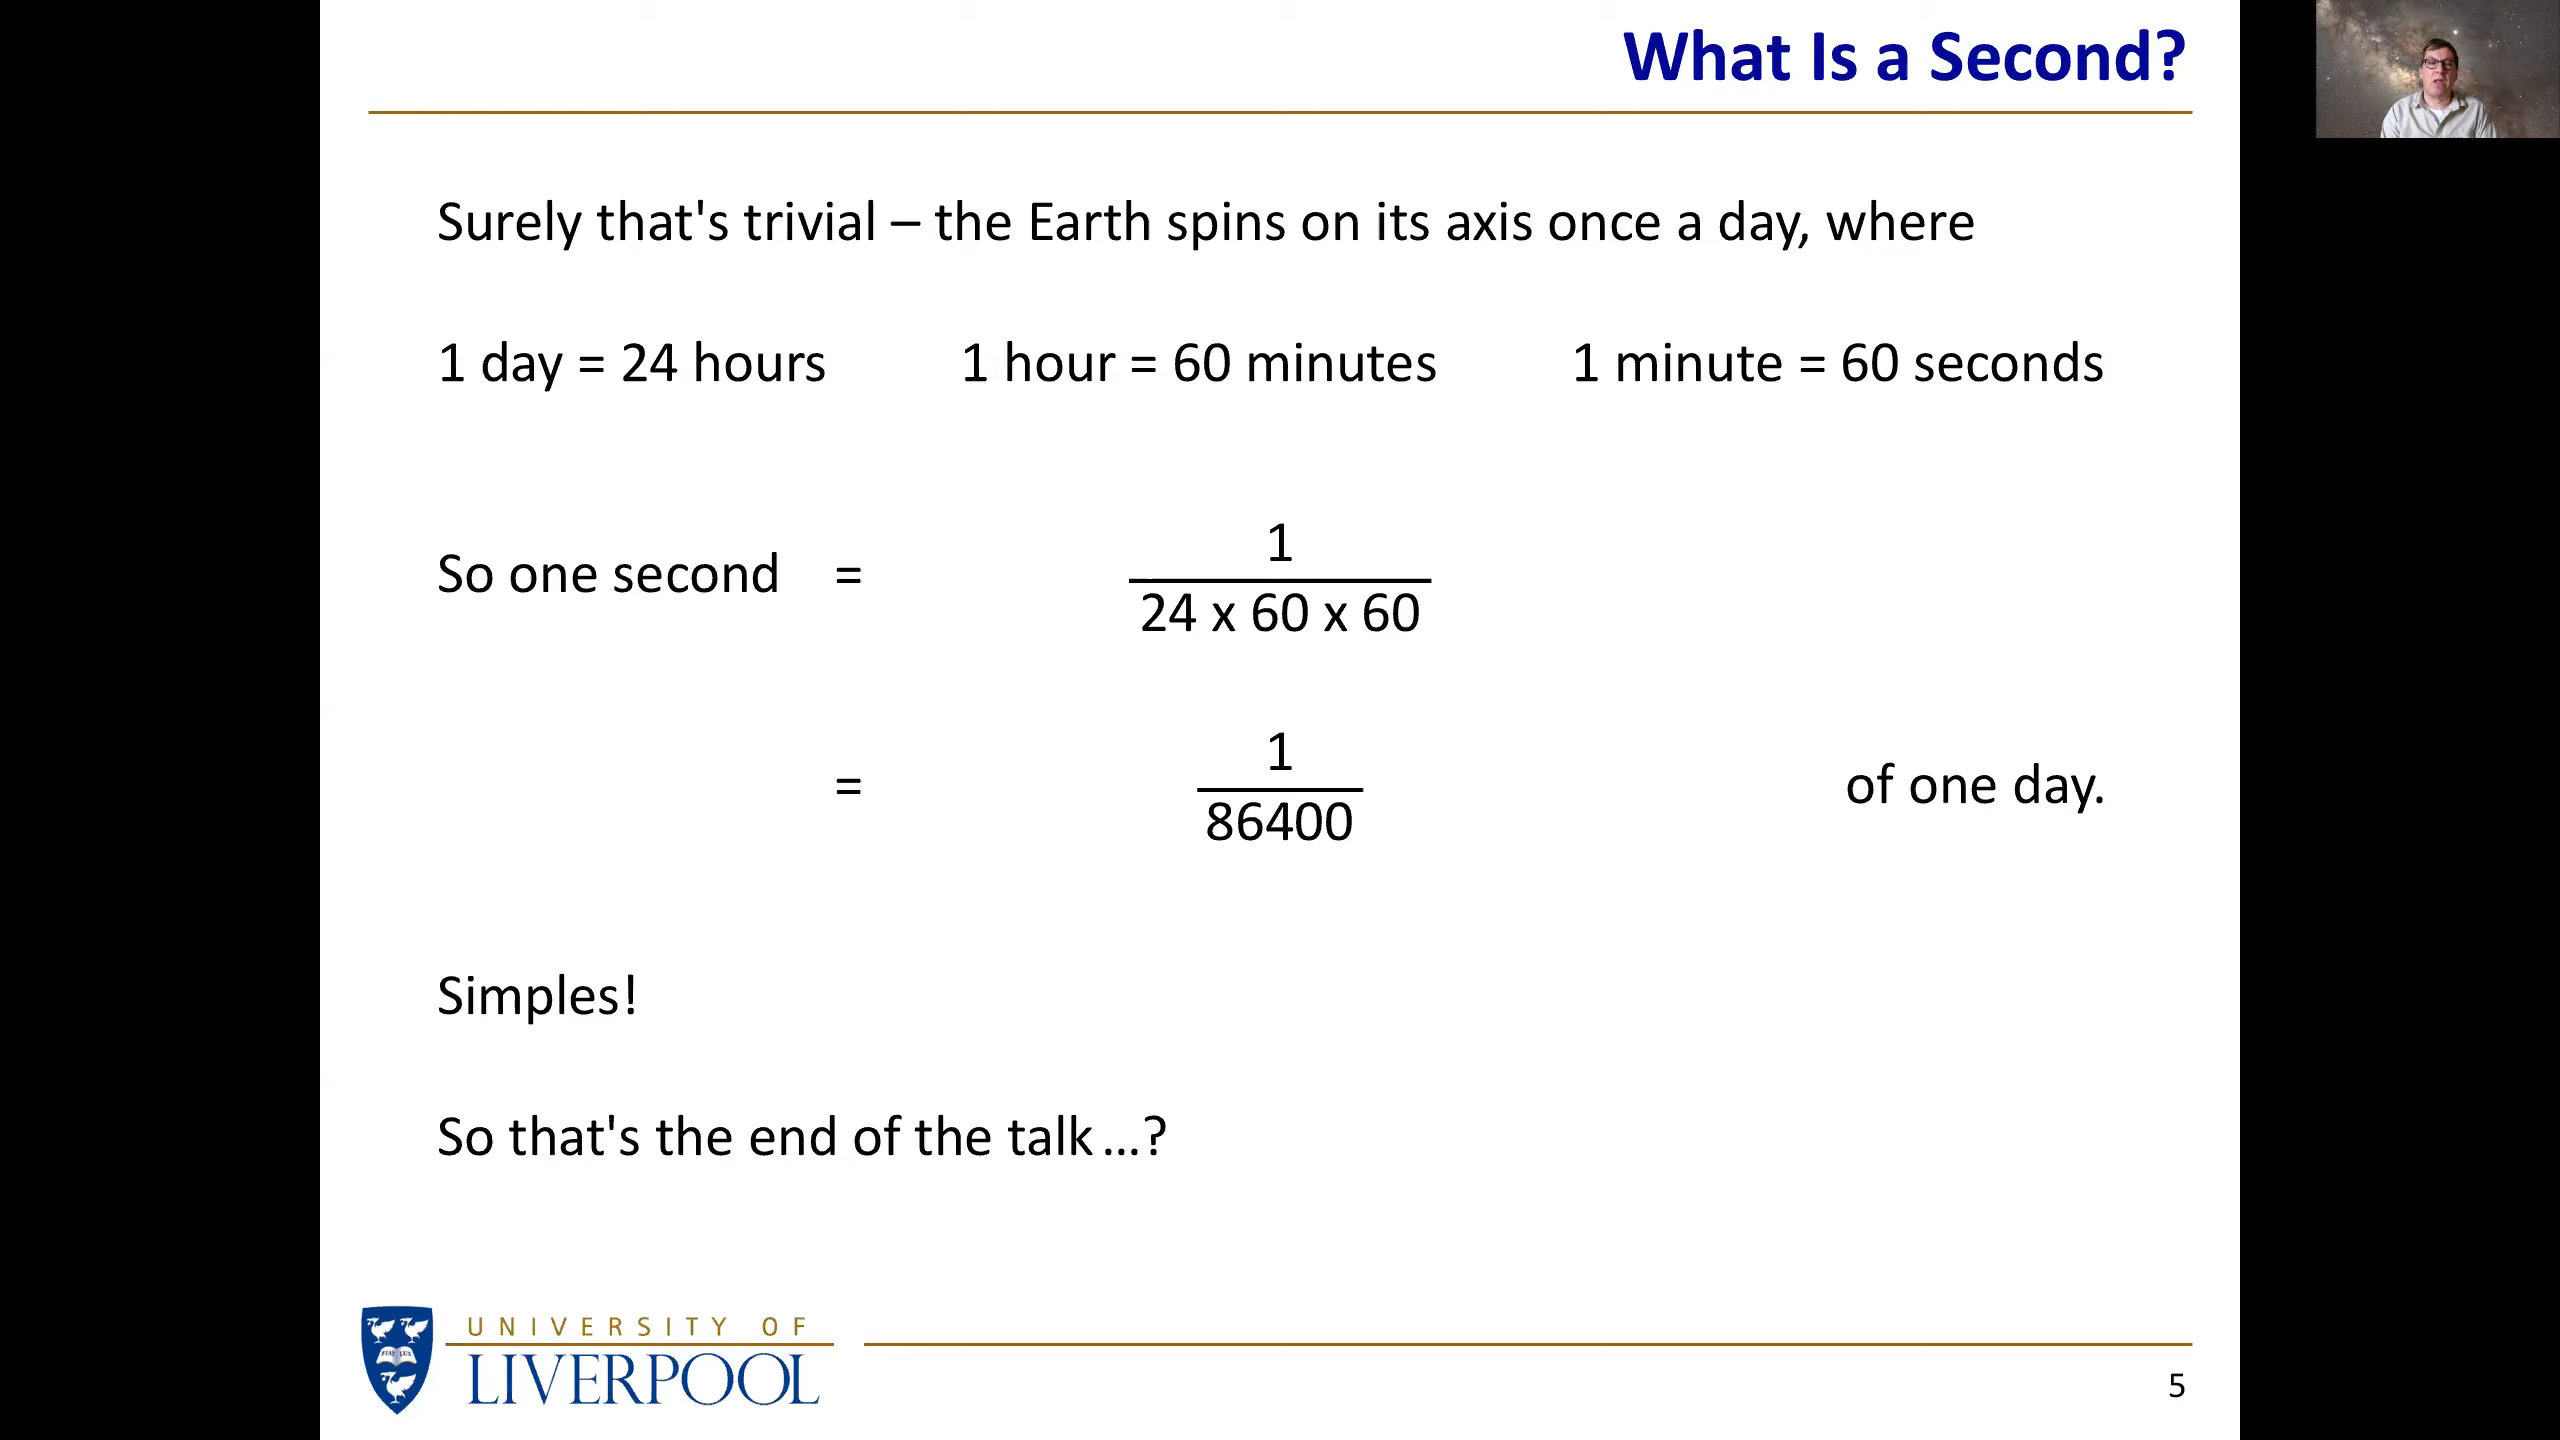 What Is a Second?
Surely that's trivial – the Earth spins on its axis once a day, where
1 day = 24 hours 1 hour = 60 minutes 1 minute = 60 seconds
1
So one second =
24 x 60 x 60
1
= of one day.
86400
Simples!
So that's the end of the talk …?
UNIVERSITY OF
LIVERPOOL
FIAT LUX
5